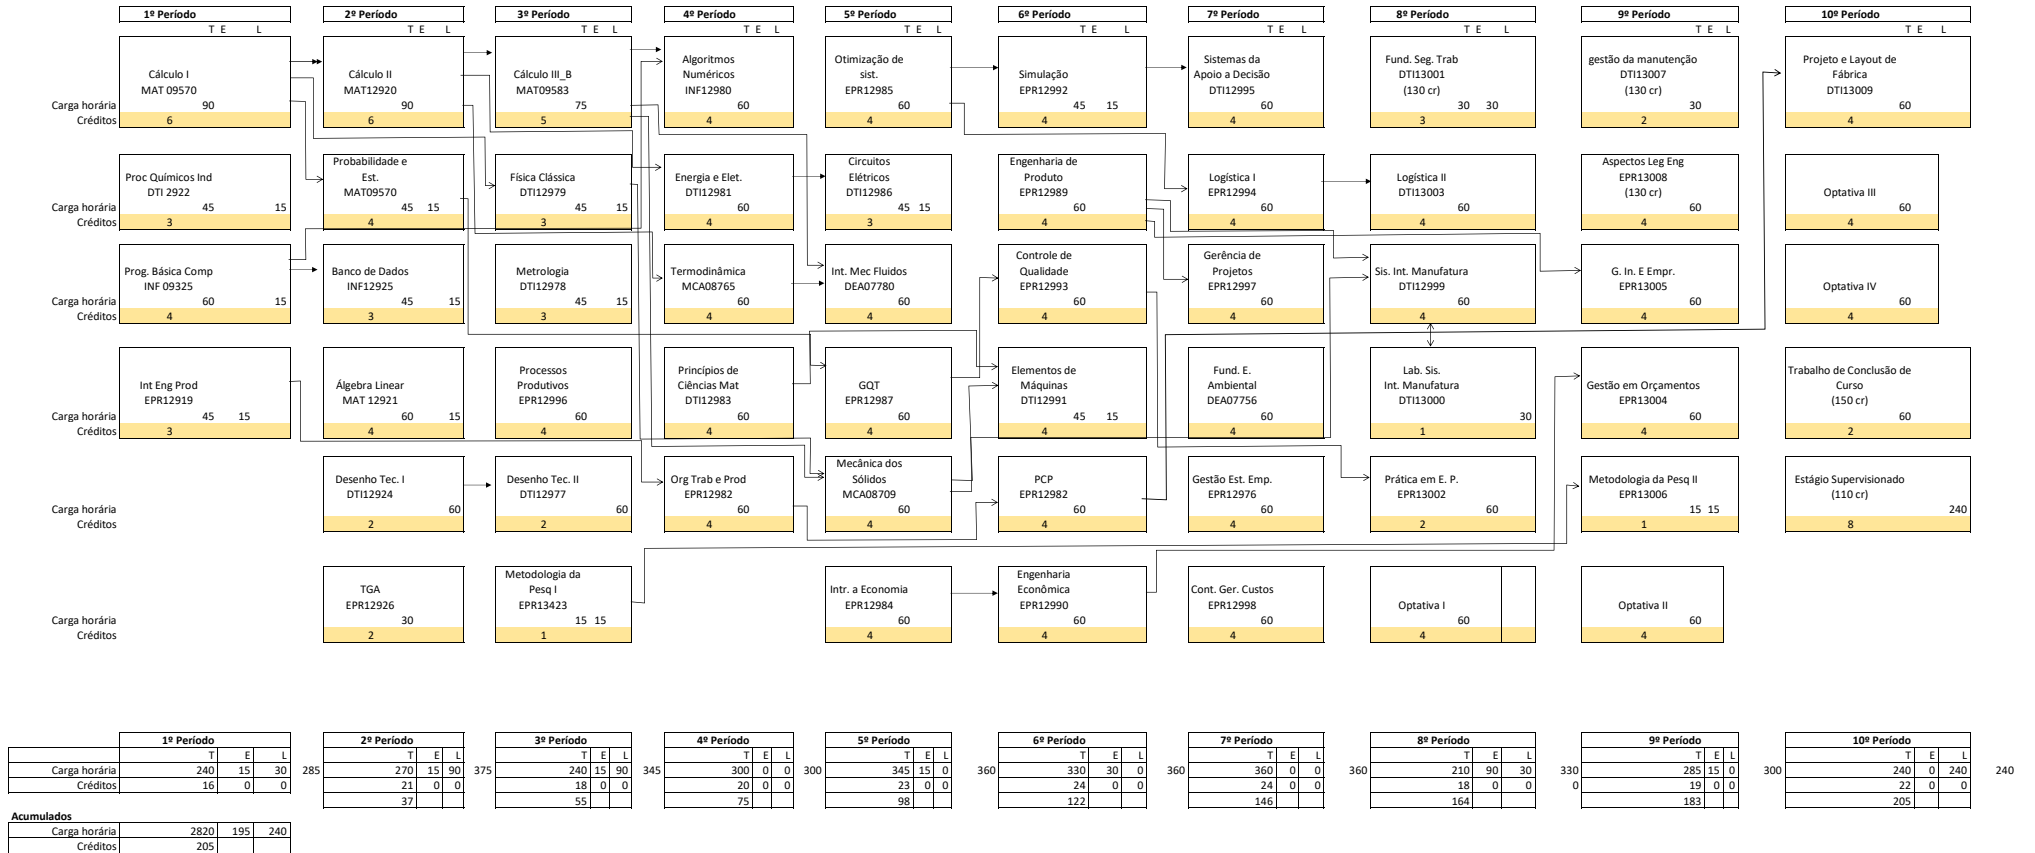 1º Período 2º Período 3º Período 4º Período 5º Período 6º Período 7º Período 8º Período 9º Período 10º Período
T E L T E L T E L T E L T E L T E L T E L T E L T E L T E L
Cálculo I
MAT 09570
90
6
Cálculo II
MAT12920
90
6
Cálculo III_B
MAT09583
75
5
Algoritmos
Numéricos
INF12980
60
4
Otimização de
sist.
EPR12985
60
4
Simulação
EPR12992
45 15
4
Sistemas da
Apoio a Decisão
DTI12995
60
4
Fund. Seg. Trab
DTI13001
(130 cr)
30 30
3
gestão da manutenção
DTI13007
(130 cr)
30
2
Projeto e Layout de
Fábrica
DTI13009
60
4
Carga horária
Créditos
Proc Químicos Ind
DTI 2922
45 15
3
Probabilidade e
Est.
MAT09570
45 15
4
Física Clássica
DTI12979
45 15
3
Energia e Elet.
DTI12981
60
4
Circuitos
Elétricos
DTI12986
45 15
3
Engenharia de
Produto
EPR12989
60
4
Logística I
EPR12994
60
4
Logística II
DTI13003
60
4
Aspectos Leg Eng
EPR13008
(130 cr)
60
4
Optativa III
60
4
Carga horária
Créditos
Prog. Básica Comp
INF 09325
60 15
4
Banco de Dados
INF12925
45 15
3
Metrologia
DTI12978
45 15
3
Termodinâmica
MCA08765
60
4
Int. Mec Fluidos
DEA07780
60
4
Controle de
Qualidade
EPR12993
60
4
Gerência de
Projetos
EPR12997
60
4
Sis. Int. Manufatura
DTI12999
60
4
G. In. E Empr.
EPR13005
60
4
Optativa IV
60
4
Carga horária
Créditos
Int Eng Prod
EPR12919
45 15
3
Álgebra Linear
MAT 12921
60 15
4
Processos
Produtivos
EPR12996
60
4
Princípios de
Ciências Mat
DTI12983
60
4
GQT
EPR12987
60
4
Elementos de
Máquinas
DTI12991
45 15
4
Fund. E.
Ambiental
DEA07756
60
4
Lab. Sis.
Int. Manufatura
DTI13000
30
1
Gestão em Orçamentos
EPR13004
60
4
Trabalho de Conclusão de
Curso
(150 cr)
60
2
Carga horária
Créditos
Desenho Tec. I
DTI12924
60
2
Desenho Tec. II
DTI12977
60
2
Org Trab e Prod
EPR12982
60
4
Mecânica dos
Sólidos
MCA08709
60
4
PCP
EPR12982
60
4
Gestão Est. Emp.
EPR12976
60
4
Prática em E. P.
EPR13002
60
2
Metodologia da Pesq II
EPR13006
15 15
1
Estágio Supervisionado
(110 cr)
240
8
Carga horária
Créditos
TGA
EPR12926
30
2
Metodologia da
Pesq I
EPR13423
15 15
1
Intr. a Economia
EPR12984
60
4
Engenharia
Econômica
EPR12990
60
4
Cont. Ger. Custos
EPR12998
60
4
Optativa I
60
4
Optativa II
60
4
Carga horária
Créditos
1º Período 2º Período 3º Período 4º Período 5º Período 6º Período 7º Período 8º Período 9º Período 10º Período
T E L T E L T E L T E L T E L T E L T E L T E L T E L T E L
Carga horária 240 15 30 285 270 15 90 375 240 15 90 345 300 0 0 300 345 15 0 360 330 30 0 360 360 0 0 360 210 90 30 330 285 15 0 300 240 0 240 240
Créditos 16 0 0 21 0 0 18 0 0 20 0 0 23 0 0 24 0 0 24 0 0 18 0 0 0 19 0 0 22 0 0
37 55 75 98 122 146 164 183 205
Acumulados
Carga horária 2820 195 240
Créditos 205